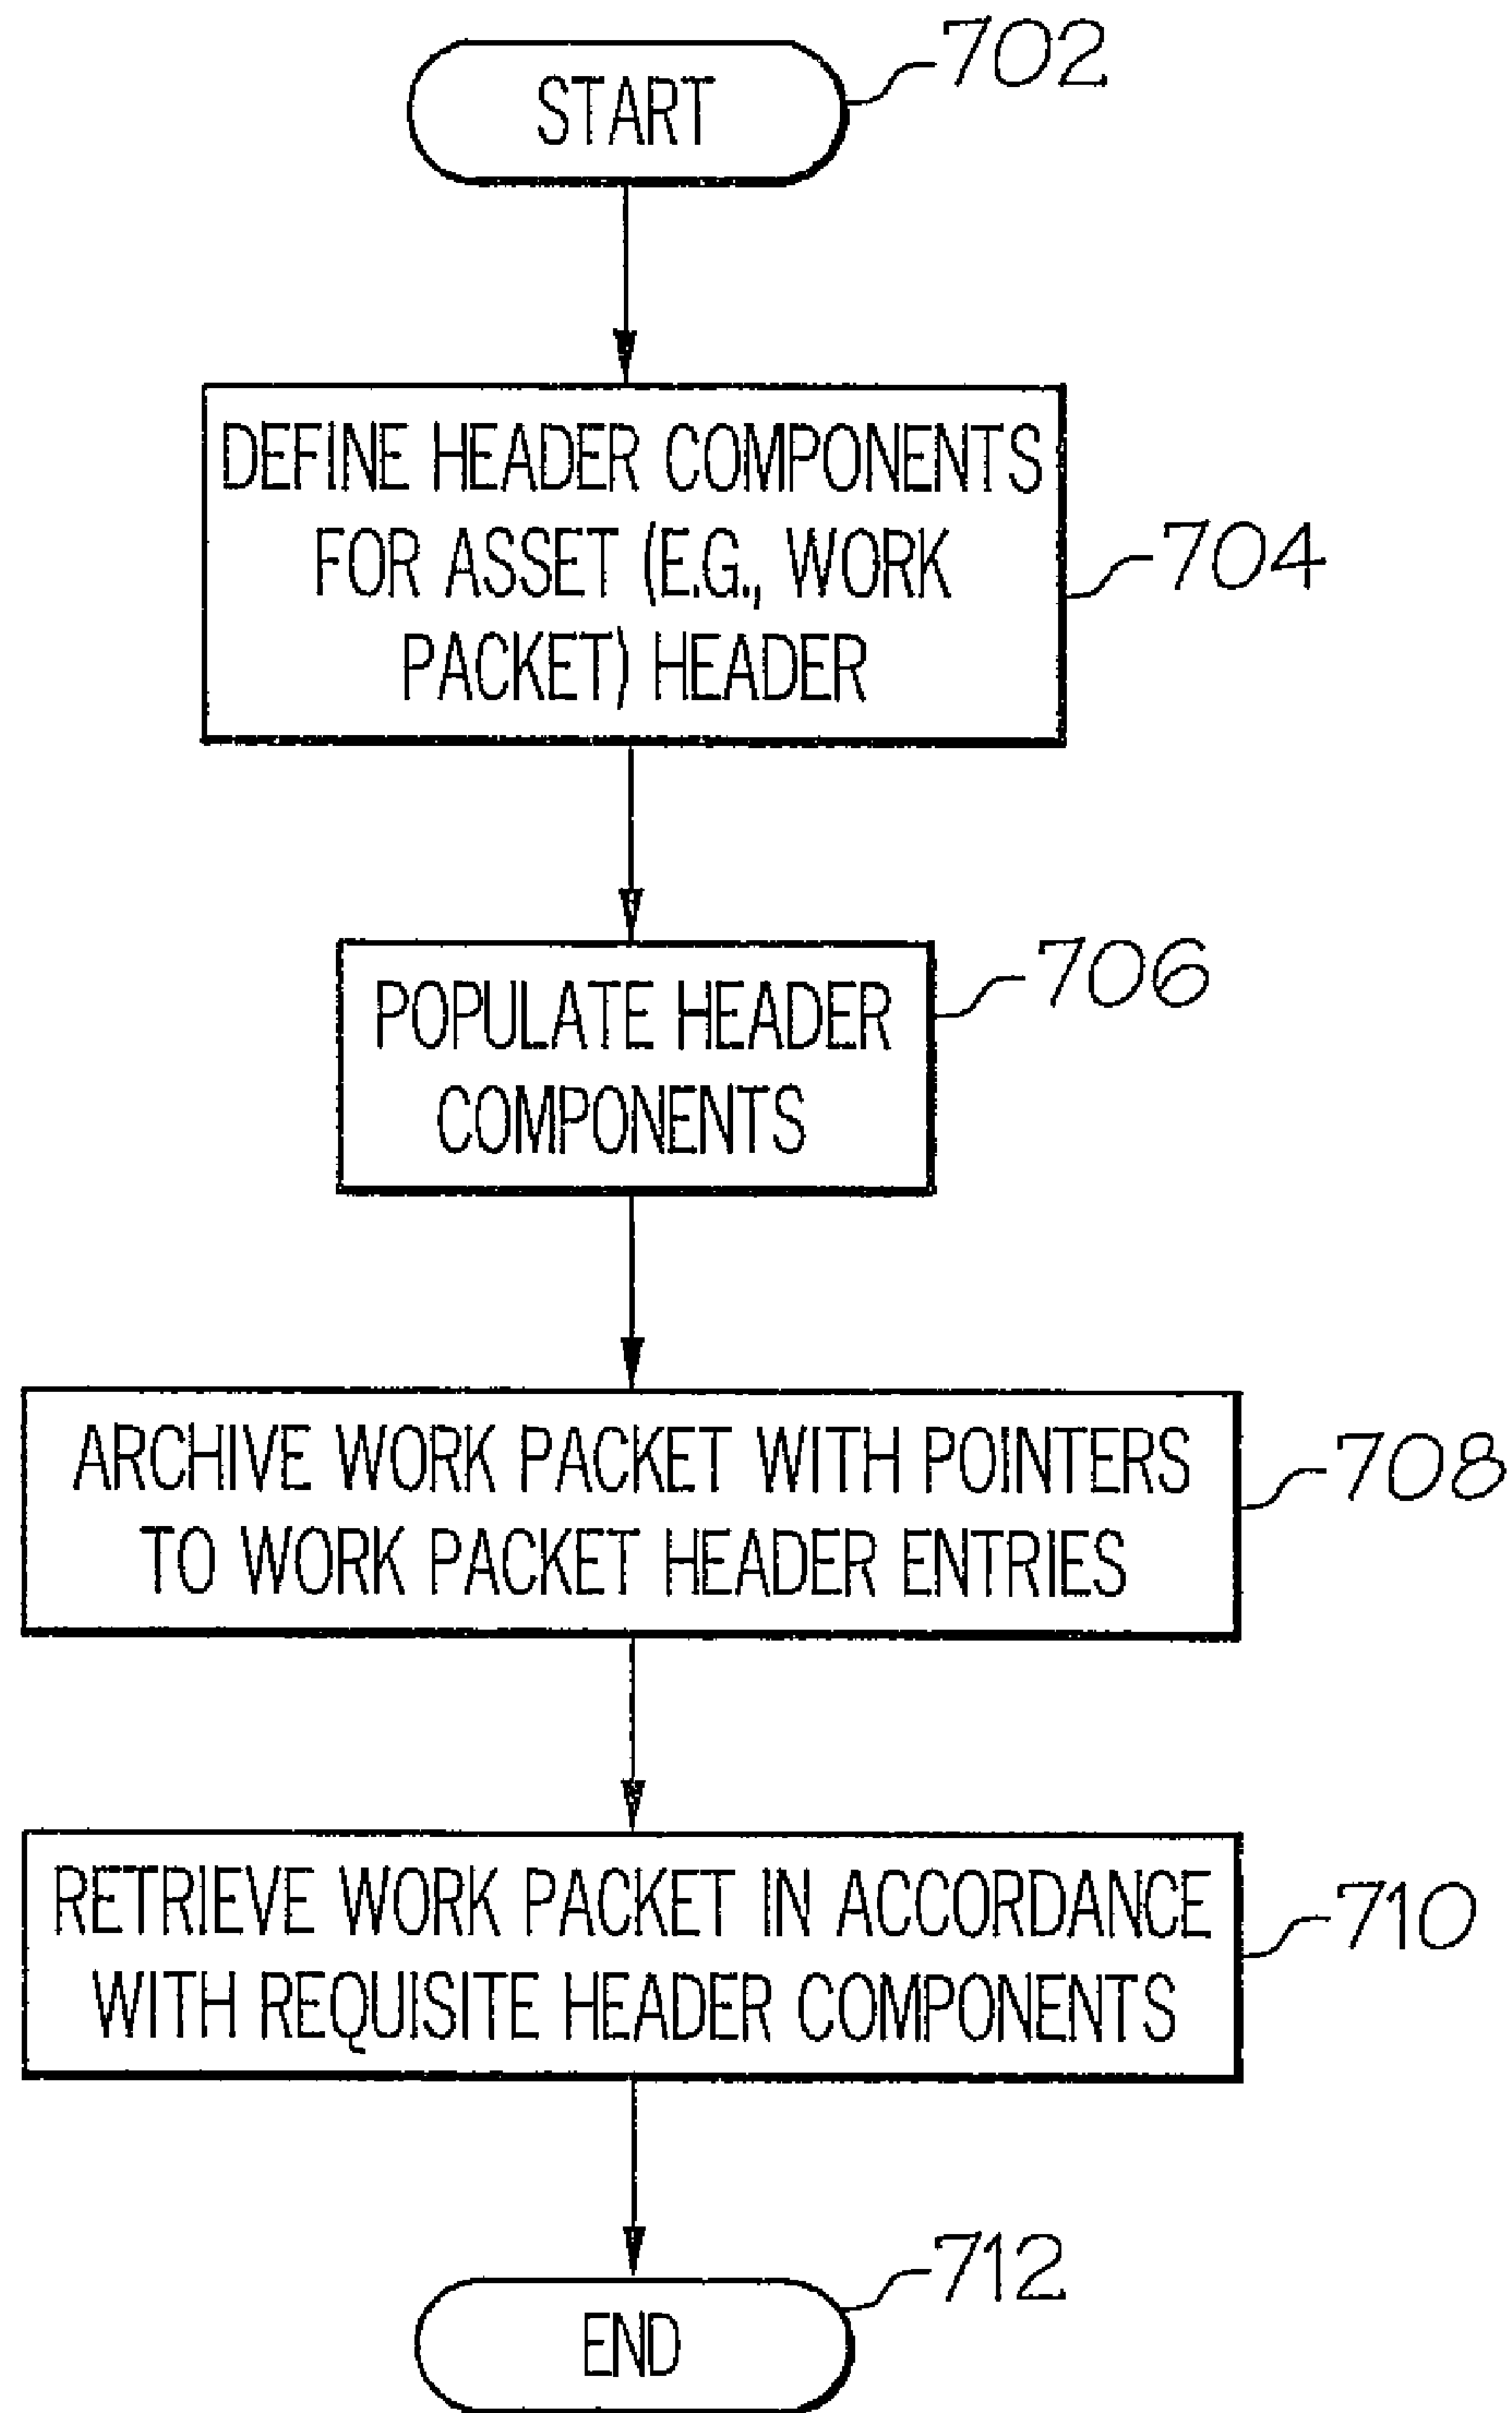 START
702
DEFINE HEADER COMPONENTS
FOR ASSET (E.G., WORK
PACKET) HEADER
704
POPULATE HEADER
COMPONENTS
706
ARCHIVE WORK PACKET WITH POINTERS
TO WORK PACKET HEADER ENTRIES
708
RETRIEVE WORK PACKET IN ACCORDANCE
WITH REQUISITE HEADER COMPONENTS
710
END
712